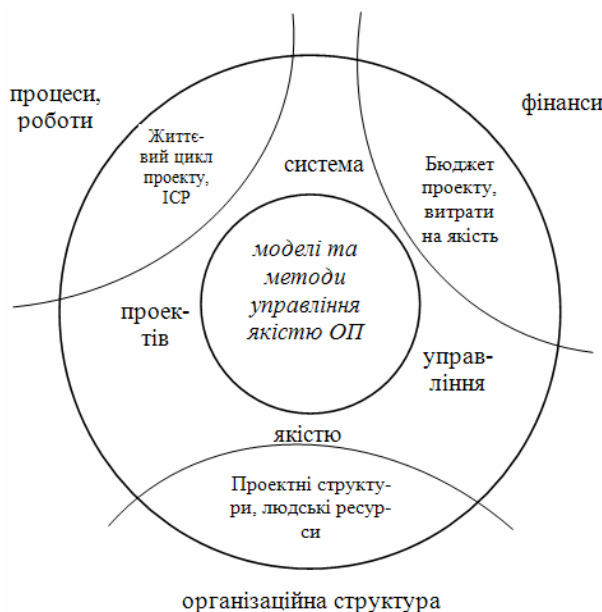 процеси,
роботи
фінанси
Життє-
вий цикл
проекту,
ІСР
система
Бюджет
проекту,
витрати
на якість
моделі та
методи
управління
якістю ОП
проек-
тів
управ-
ління
якістю
Проектні структу-
ри, людські ресур-
си
організаційна структура